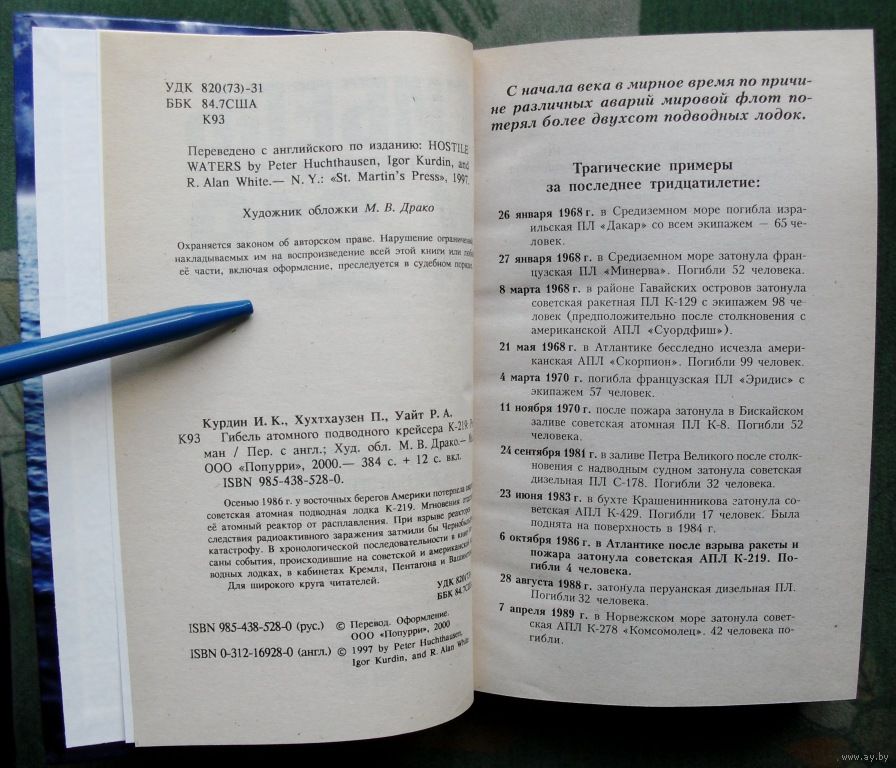 УДК 820(73)-31
ББК 84.7США
К93
Переведено с английского по изданию: HOSTILE
WATERS by Peter Huchthausen, Igor Kurdin, and
R. Alan White.— N. Y.: «St. Martin's Press», 1997.
Художник обложки М. В. Драко
Охраняется законом об авторском праве. Нарушение
накладываемых им на воспроизведение всей этой книги или
её части, включая оформление, преследуется в судебном
Курдин И. К., Хухтхаузен П., Уайт Р. А.
К93 Гибель атомного подводного крейсера К-219:
ман / Пер. с англ.; Худ. обл. М. В. Драко.—
ООО «Попурри», 2000.— 384 с. + 12 с. вкл.
ISBN 985-438-528-0.
Осенью 1986 г. у восточных берегов Америки потерпела
советская атомная подводная лодка К-219. Мгновения
её атомный реактор от расплавления. При взрыве реактора
следствия радиоактивного заражения затмили бы
катастрофу. В хронологической последовательности в
саны события, происходившие на советской и
водных лодках, в кабинетах Кремля, Пентагона и
Для широкого круга читателей.
УДК 820(73)
ББК 84.7США
ISBN 985-438-528-0 (рус.) © Перевод. Оформление.
ООО «Попурри», 2000
ISBN 0-312-16928-0 (англ.) © 1997 by Peter Huchthausen,
Igor Kurdin, and R. Alan White
С начала века в мирное время по причи-
не различных аварий мировой флот по-
терял более двухсот подводных лодок.
Трагические примеры
за последнее тридцатилетие:
26 января 1968 г. в Средиземном море погибла изра-
ильская ПЛ «Дакар» со всем экипажем — 65 че-
ловек.
27 января 1968 г. в Средиземном море затонула фран-
цузская ПЛ «Минерва». Погибли 52 человека.
8 марта 1968 г. в районе Гавайских островов затонула
советская ракетная ПЛ К-129 с экипажем 98 че-
ловек (предположительно после столкновения с
американской АПЛ «Суордфиш»).
21 мая 1968 г. в Атлантике бесследно исчезла амери-
канская АПЛ «Скорпион». Погибли 99 человек.
4 марта 1970 г. погибла французская ПЛ «Эридис» с
экипажем 57 человек.
11 ноября 1970 г. после пожара затонула в Бискайском
заливе советская атомная ПЛ К-8. Погибли 52
человека.
24 сентября 1981 г. в заливе Петра Великого после стол-
кновения с надводным судном затонула советская
дизельная ПЛ С-178. Погибли 32 человека.
23 июня 1983 г. в бухте Крашенинникова затонула со-
ветская АПЛ К-429. Погибли 17 человек. Была
поднята на поверхность в 1984 г.
6 октября 1986 г. в Атлантике после взрыва ракеты и
пожара затонула советская АПЛ К-219. По-
гибли 4 человека.
28 августа 1988 г. затонула перуанская дизельная ПЛ.
Погибли 32 человека.
7 апреля 1989 г. в Норвежском море затонула совет-
ская АПЛ К-278 «Комсомолец». 42 человека по-
гибли.
www.ay.by